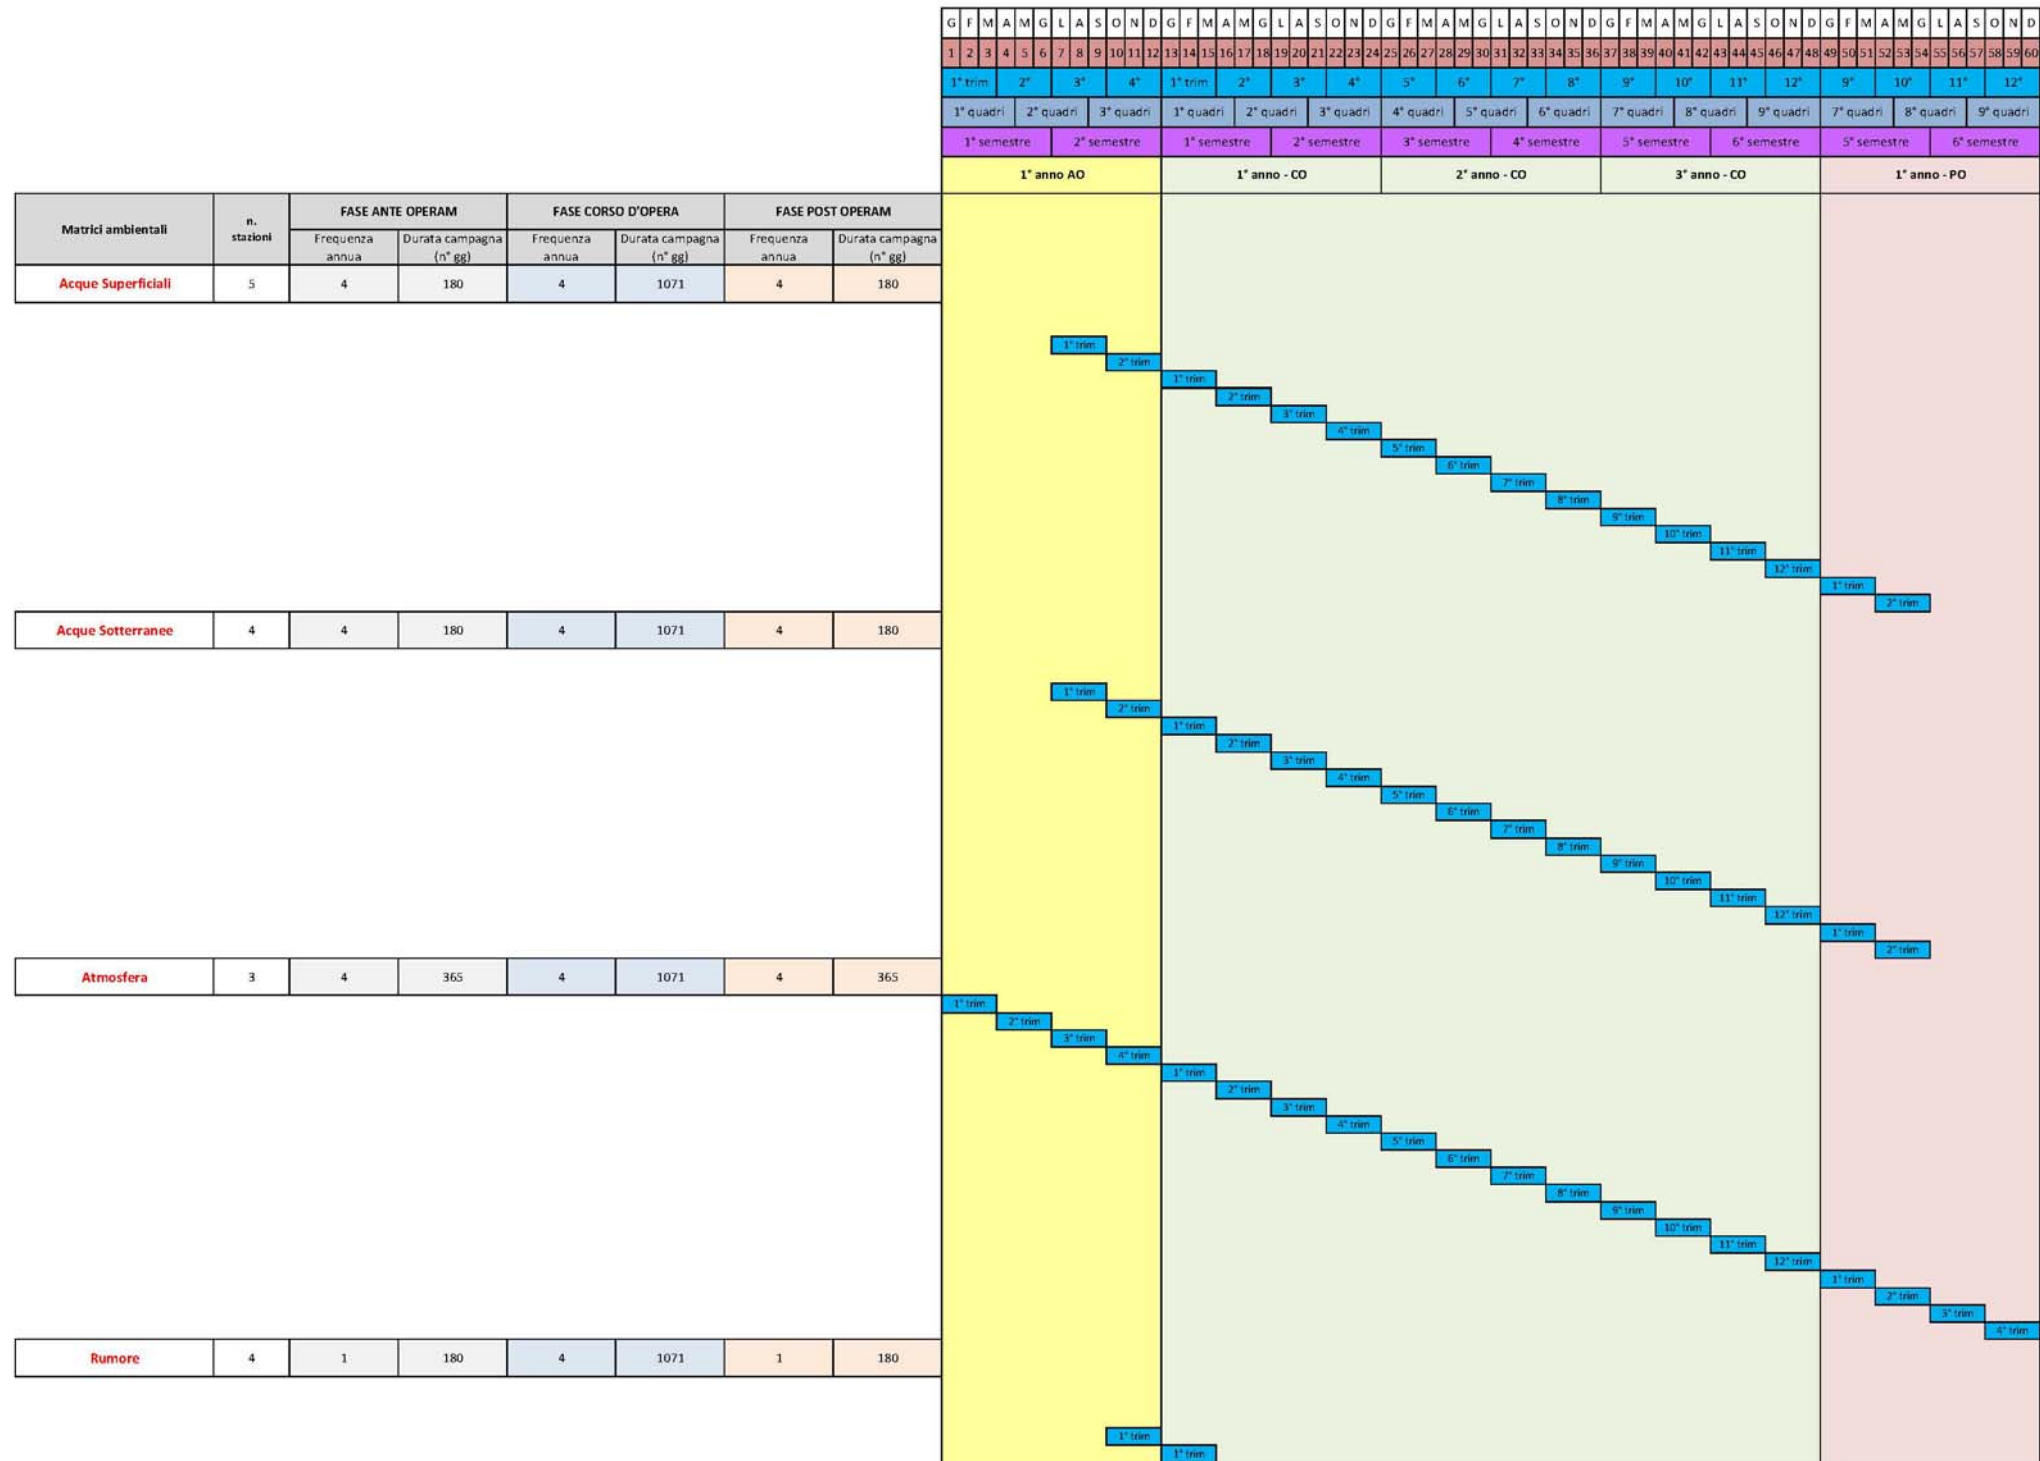 G F M A M G L A S O N D G F M A M G L A S O N D G F M A M G L A S O N D G F M A M G L A S O N D G F M A M G L A S O N D
1 2 3 4 5 6 7 8 9 10 11 12 13 14 15 16 17 18 19 20 21 22 23 24 25 26 27 28 29 30 31 32 33 34 35 36 37 38 39 40 41 42 43 44 45 46 47 48 49 50 51 52 53 54 55 56 57 58 59 60
1° trim 2° 3° 4° 1° trim 2° 3° 4° 5° 6° 7° 8° 9° 10° 11° 12° 9° 10° 11° 12°
1° quadri 2° quadri 3° quadri 1° quadri 2° quadri 3° quadri 4° quadri 5° quadri 6° quadri 7° quadri 8° quadri 9° quadri 7° quadri 8° quadri 9° quadri
1° semestre 2° semestre 1° semestre 2° semestre 3° semestre 4° semestre 5° semestre 6° semestre 5° semestre 6° semestre
1° anno AO 1° anno - CO 2° anno - CO 3° anno - CO 1° anno - PO
Matrici ambientali n. stazioni FASE ANTE OPERAM FASE CORSO D'OPERA FASE POST OPERAM
Frequenza annua Durata campagna (n° gg) Frequenza annua Durata campagna (n° gg) Frequenza annua Durata campagna (n° gg)
Acque Superficiali 5 4 180 4 1071 4 180
1° trim
2° trim
1° trim
2° trim
3° trim
4° trim
5° trim
6° trim
7° trim
8° trim
9° trim
10° trim
11° trim
12° trim
1° trim
2° trim
Acque Sotterranee 4 4 180 4 1071 4 180
1° trim
2° trim
1° trim
2° trim
3° trim
4° trim
5° trim
6° trim
7° trim
8° trim
9° trim
10° trim
11° trim
12° trim
1° trim
2° trim
Atmosfera 3 4 365 4 1071 4 365
1° trim
2° trim
3° trim
4° trim
1° trim
2° trim
3° trim
4° trim
5° trim
6° trim
7° trim
8° trim
9° trim
10° trim
11° trim
12° trim
1° trim
2° trim
3° trim
4° trim
Rumore 4 1 180 4 1071 1 180
1° trim
1° trim